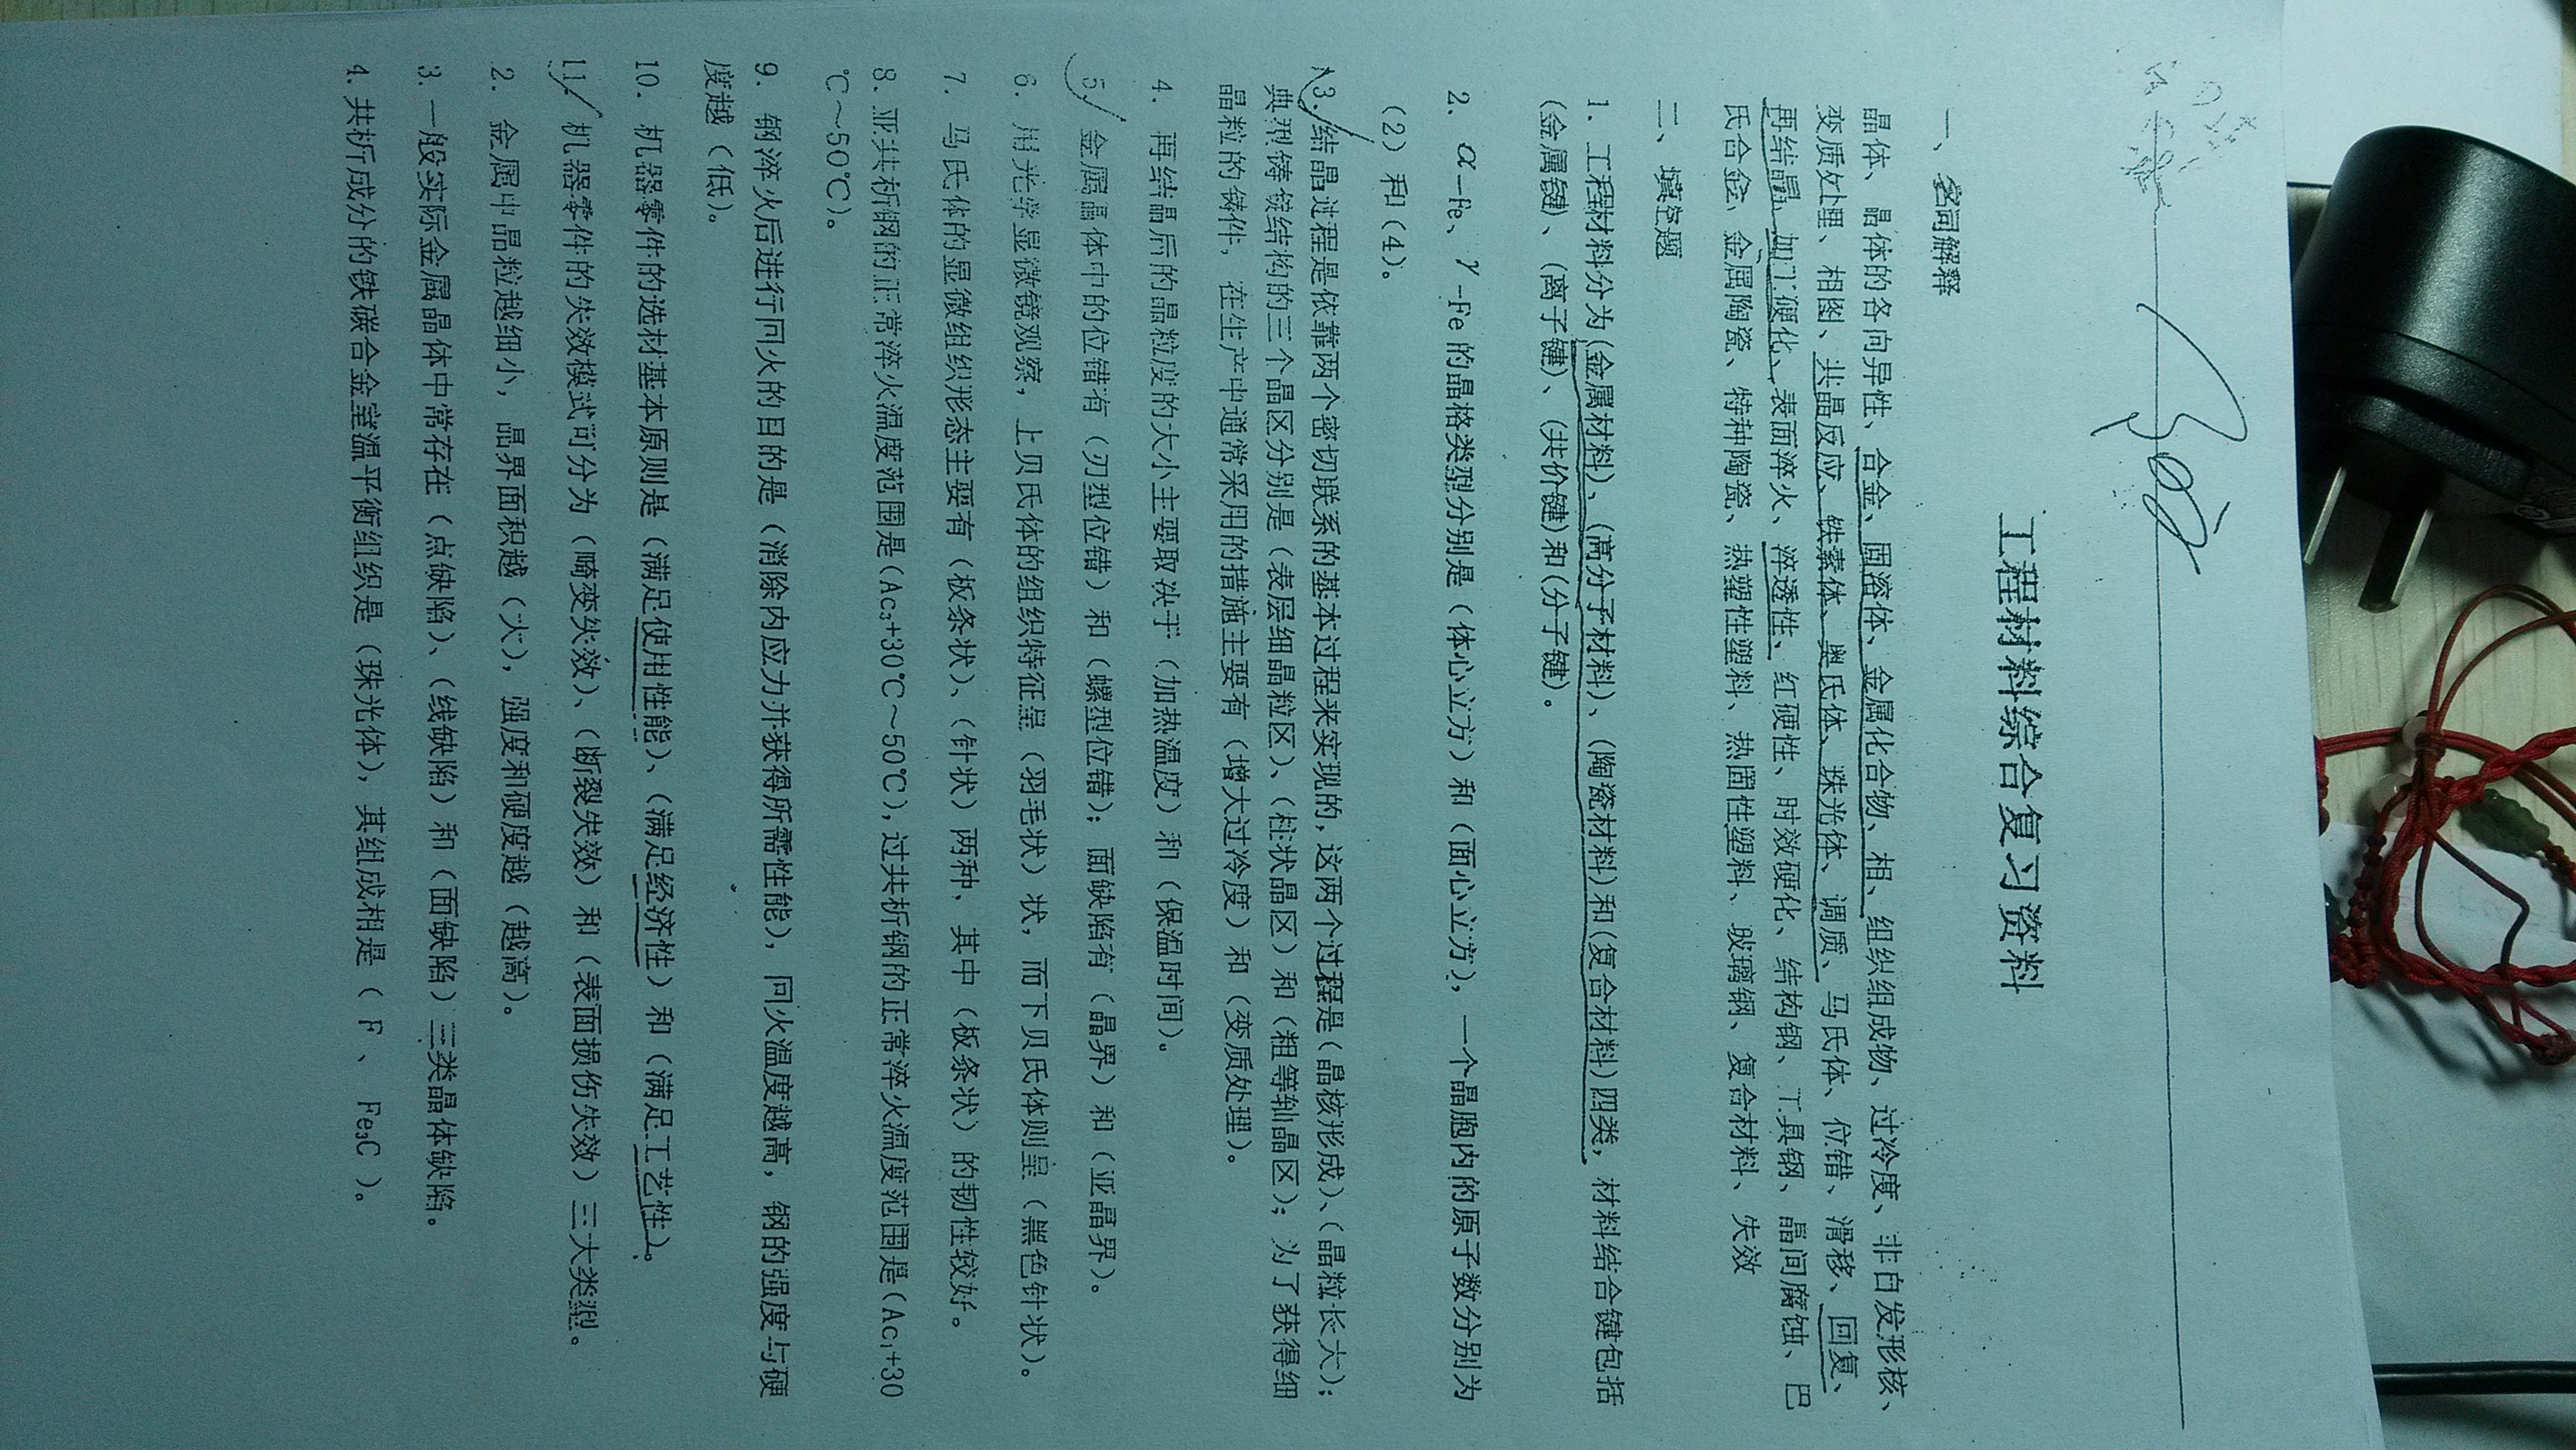 工程材料综合复习资料
一、名词解释
晶体、晶体的各向异性、合金、固溶体、金属化合物、相、组织组成物、过冷度、非自发形核、
变质处理、相图、共晶反应、铁素体、奥氏体、珠光体、调质、马氏体、位错、滑移、回复、
再结晶、加工硬化、表面淬火、淬透性、红硬性、时效硬化、结构钢、工具钢、晶间腐蚀、巴
氏合金、金属陶瓷、特种陶瓷、热塑性塑料、热固性塑料、玻璃钢、复合材料、失效
二、填空题
1. 工程材料分为(金属材料)、(高分子材料)、(陶瓷材料)和(复合材料)四类，材料结合键包括
(金属键)、(离子键)、(共价键)和(分子键)。
2、α-Fe、γ-Fe 的晶格类型分别是（体心立方）和（面心立方），一个晶胞内的原子数分别为
(2) 和(4)。
3. 结晶过程是依靠两个密切联系的基本过程来实现的，这两个过程是(晶核形成)、(晶粒长大)；
典型铸锭结构的三个晶区分别是（表层细晶粒区）、（柱状晶区）和（粗等轴晶区）；为了获得细
晶粒的铸件，在生产中通常采用的措施主要有（增大过冷度）和（变质处理）。
4. 再结晶后的晶粒度的大小主要取决于（加热温度）和（保温时间）。
5. 金属晶体中的位错有（刃型位错）和（螺型位错）；面缺陷有（晶界）和（亚晶界）。
6. 用光学显微镜观察，上贝氏体的组织特征呈（羽毛状）状，而下贝氏体则呈（黑色针状）。
7. 马氏体的显微组织形态主要有（板条状）、（针状）两种，其中（板条状）的韧性较好。
8. 亚共析钢的正常淬火温度范围是(Ac₃+30℃～50℃)，过共析钢的正常淬火温度范围是(Ac₁+30
℃～50℃)。
9. 钢淬火后进行回火的目的是（消除内应力并获得所需性能），回火温度越高，钢的强度与硬
度越（低）。
10. 机器零件的选材基本原则是（满足使用性能）、（满足经济性）和（满足工艺性）。
11. 机器零件的失效模式可分为（畸变失效）、（断裂失效）和（表面损伤失效）三大类型。
2. 金属中晶粒越细小，晶界面积越（大），强度和硬度越（越高）。
3. 一般实际金属晶体中常存在（点缺陷）、（线缺陷）和（面缺陷）三类晶体缺陷。
4. 共析成分的铁碳合金室温平衡组织是（珠光体），其组成相是（ F 、 Fe₃C ）。